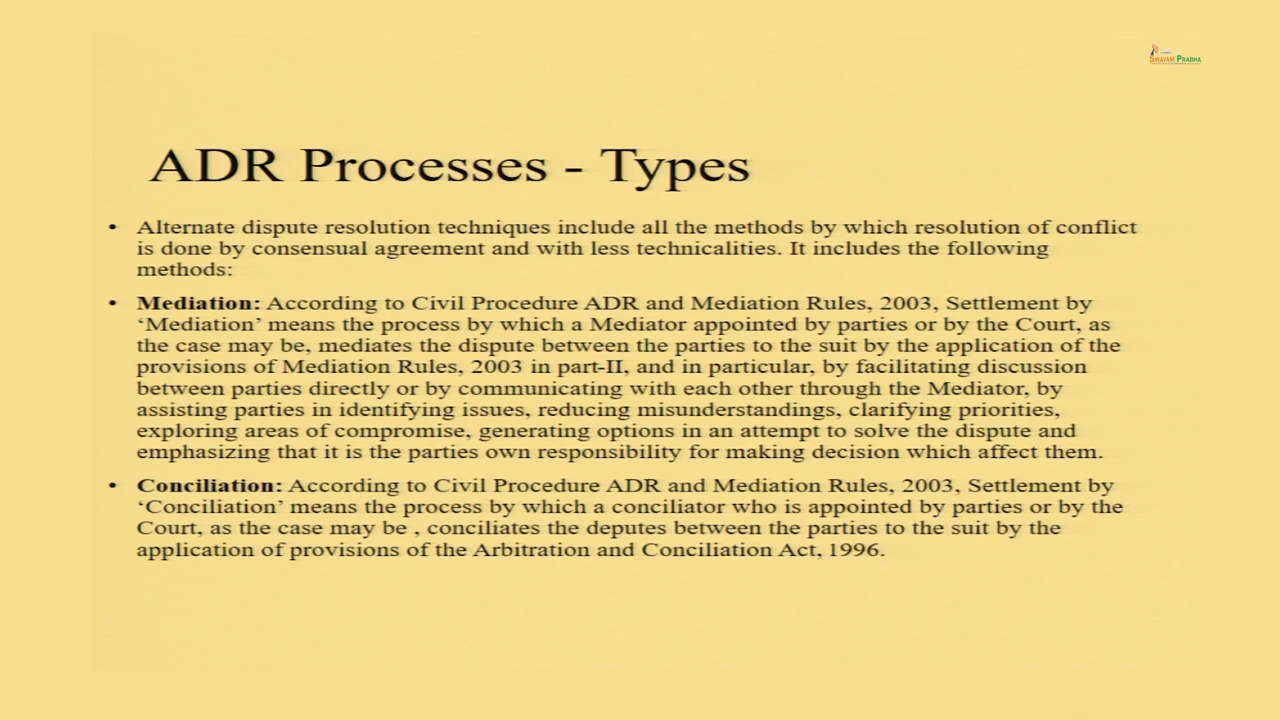 SWAYAM PRABHA
ADR Processes - Types
• Alternate dispute resolution techniques include all the methods by which resolution of conflict
is done by consensual agreement and with less technicalities. It includes the following
methods:
• Mediation: According to Civil Procedure ADR and Mediation Rules, 2003, Settlement by
‘Mediation’ means the process by which a Mediator appointed by parties or by the Court, as
the case may be, mediates the dispute between the parties to the suit by the application of the
provisions of Mediation Rules, 2003 in part-II, and in particular, by facilitating discussion
between parties directly or by communicating with each other through the Mediator, by
assisting parties in identifying issues, reducing misunderstandings, clarifying priorities,
exploring areas of compromise, generating options in an attempt to solve the dispute and
emphasizing that it is the parties own responsibility for making decision which affect them.
• Conciliation: According to Civil Procedure ADR and Mediation Rules, 2003, Settlement by
‘Conciliation’ means the process by which a conciliator who is appointed by parties or by the
Court, as the case may be , conciliates the deputes between the parties to the suit by the
application of provisions of the Arbitration and Conciliation Act, 1996.